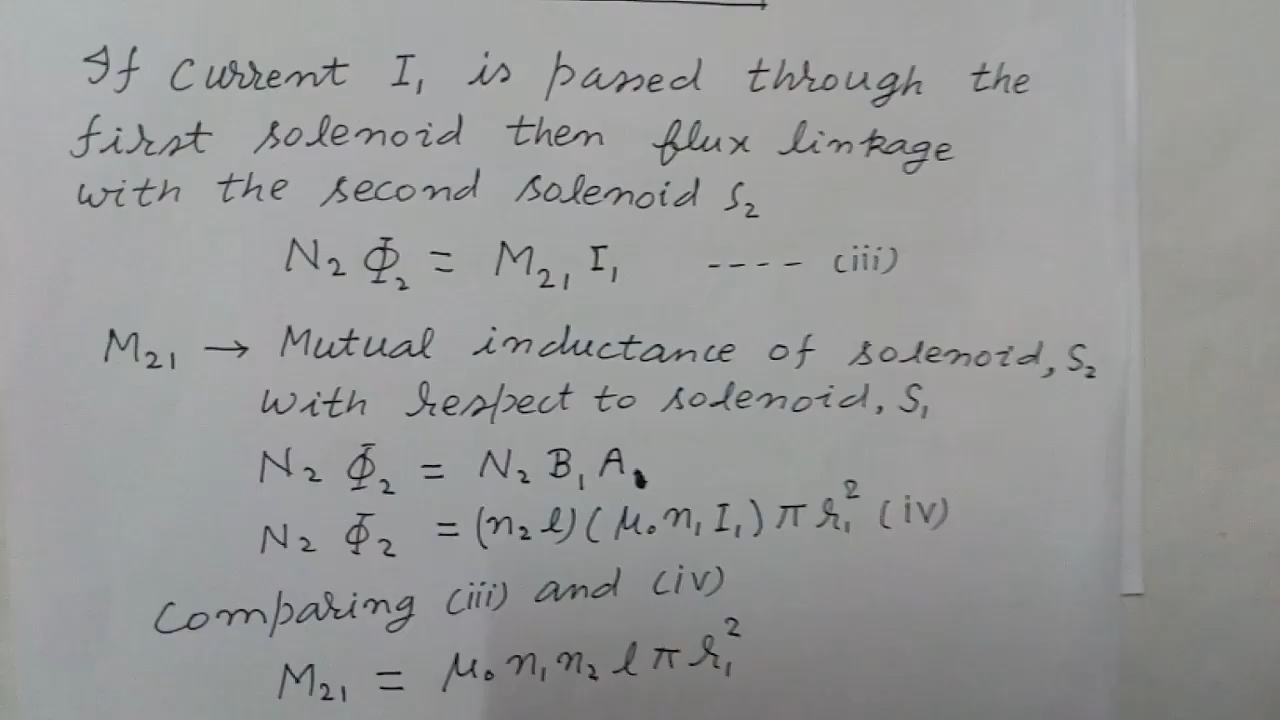 If current I₁ is passed through the
first solenoid then flux linkage
with the second solenoid S₂
N₂ Φ₂ = M₂₁ I₁ ---- (iii)
M₂₁ → Mutual inductance of solenoid, S₂
with respect to solenoid, S₁
N₂ Φ₂ = N₂ B₁ A₁
N₂ Φ₂ = (n₂ l) (μ₀ n₁ I₁) π r₁² (iv)
Comparing (iii) and (iv)
M₂₁ = μ₀ n₁ n₂ l π r₁²